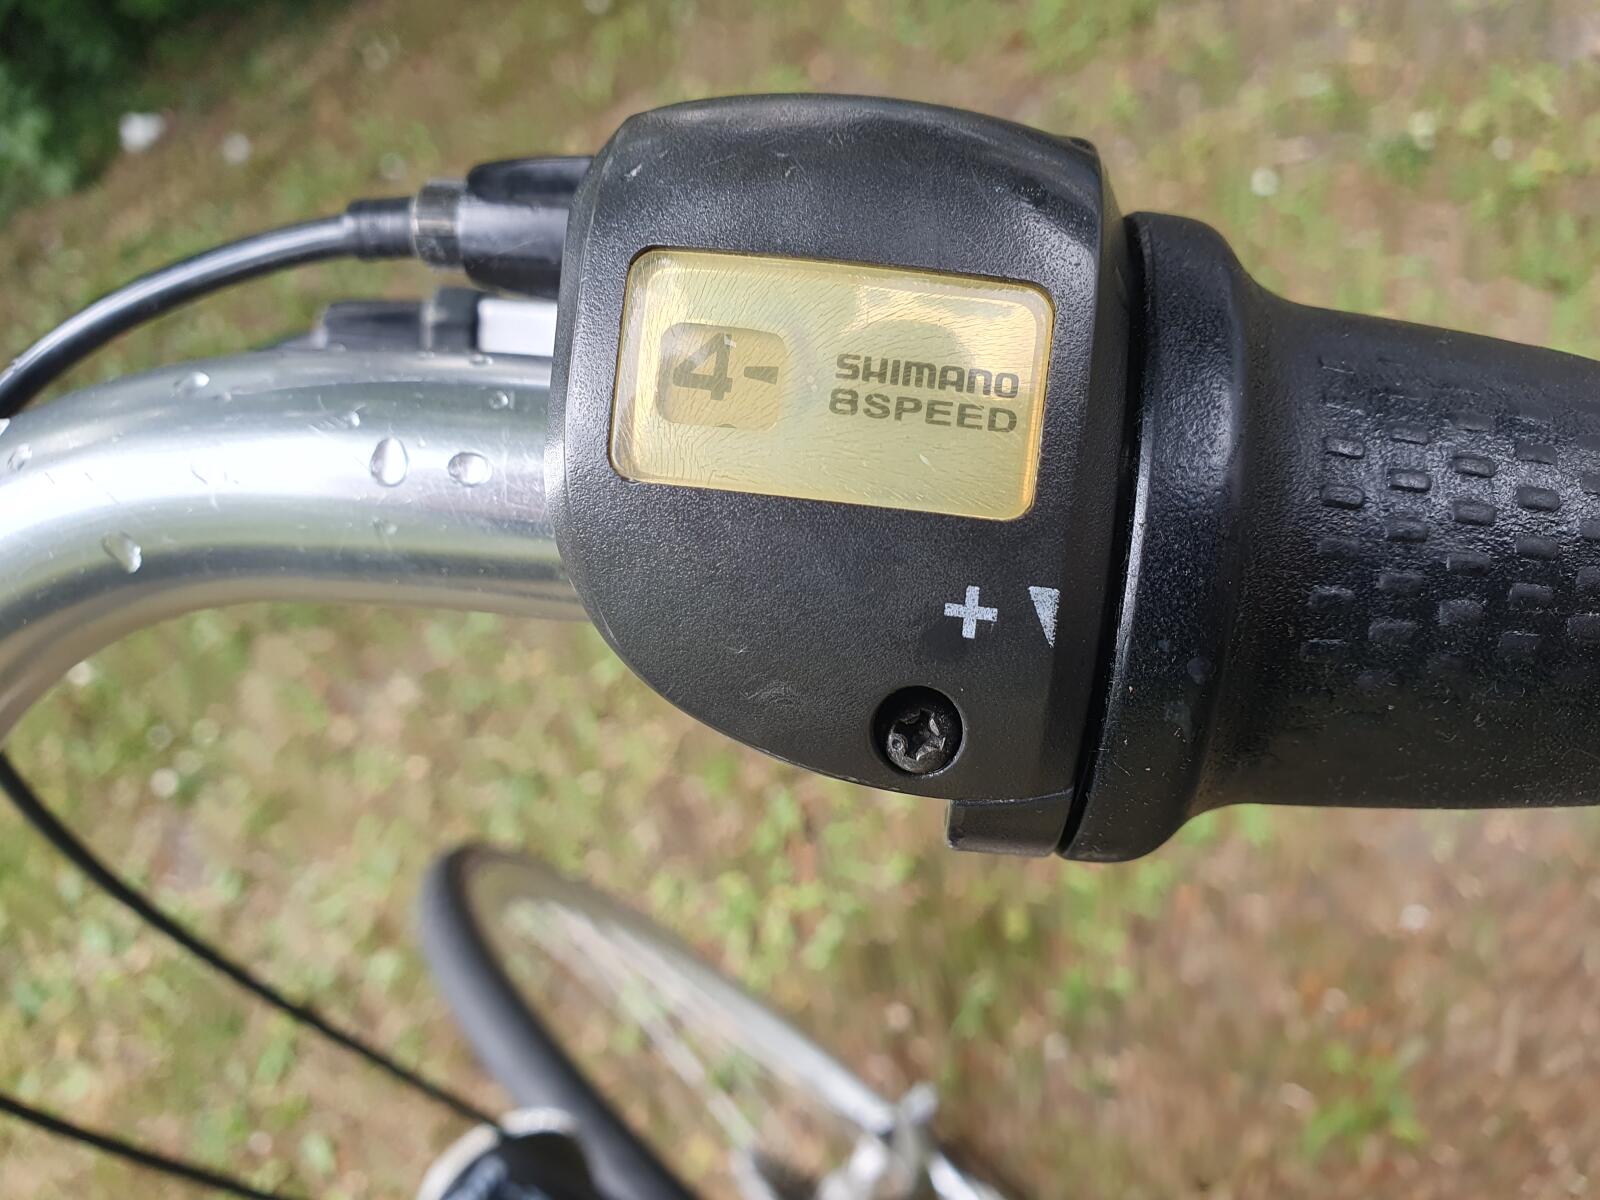 4-
SHIMANO
8SPEED
+